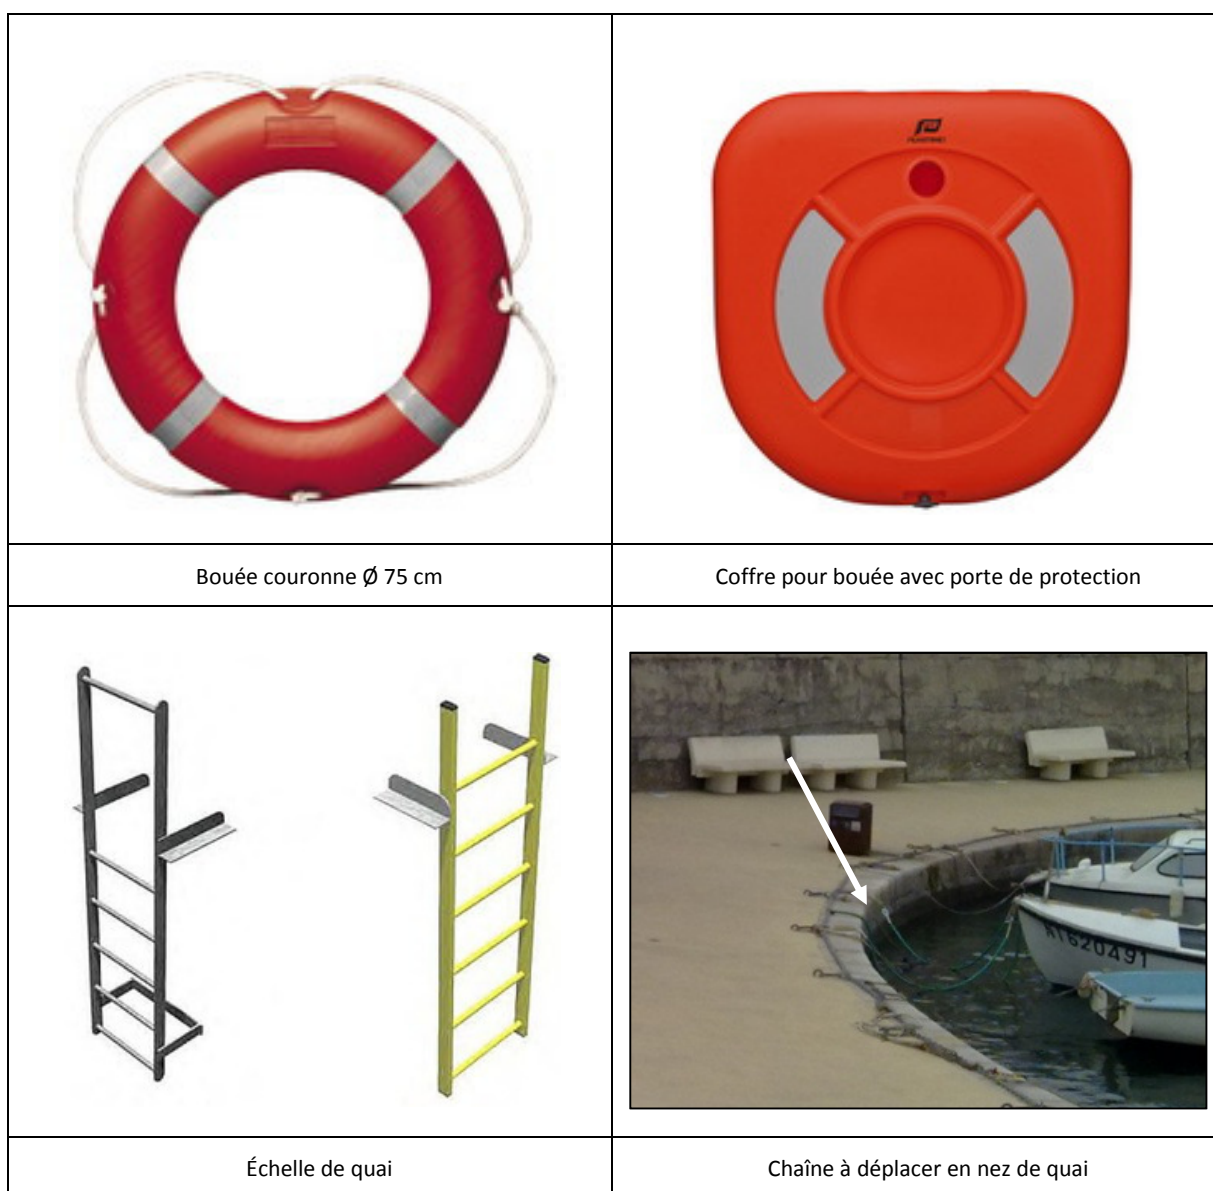 Bouée couronne Ø 75 cm
Coffre pour bouée avec porte de protection
NI620491
Échelle de quai
Chaîne à déplacer en nez de quai